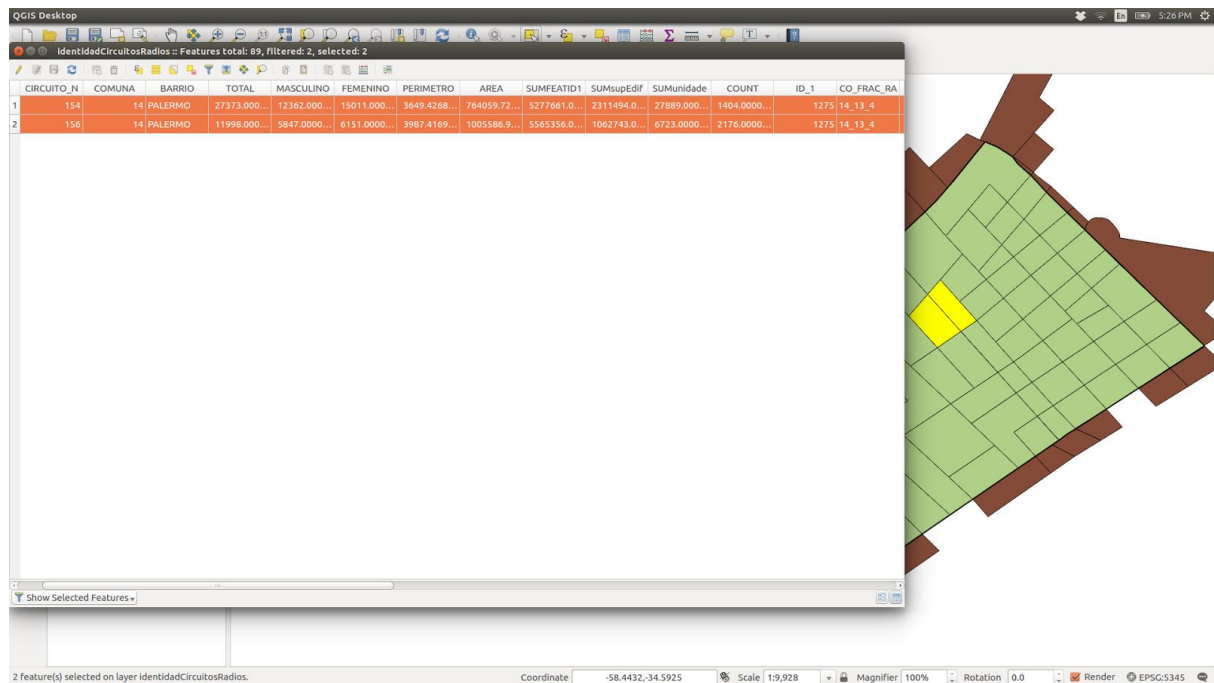 QGIS Desktop
En
5:26 PM
identidadCircuitosRadios :: Features total: 89, filtered: 2, selected: 2
CIRCUITO_N COMUNA BARRIO TOTAL MASCULINO FEMENINO PERIMETRO AREA SUMFEATID1 SUMsupEdif SUMunidade COUNT ID_1 CO_FRAC_RA
1 154 14 PALERMO 27373.000... 12362.000... 15011.000... 3649.4268... 764059.72... 5277661.0... 2311494.0... 27889.000... 1404.0000... 1275 14_13_4
2 156 14 PALERMO 11998.000... 5847.0000... 6151.0000... 3987.4169... 1005586.9... 5565356.0... 1062743.0... 6723.0000... 2176.0000... 1275 14_13_4
Show Selected Features
2 feature(s) selected on layer identidadCircuitosRadios.
Coordinate -58.4432,-34.5925 Scale 1:9,928 Magnifier 100% Rotation 0.0 Render EPSG:5345